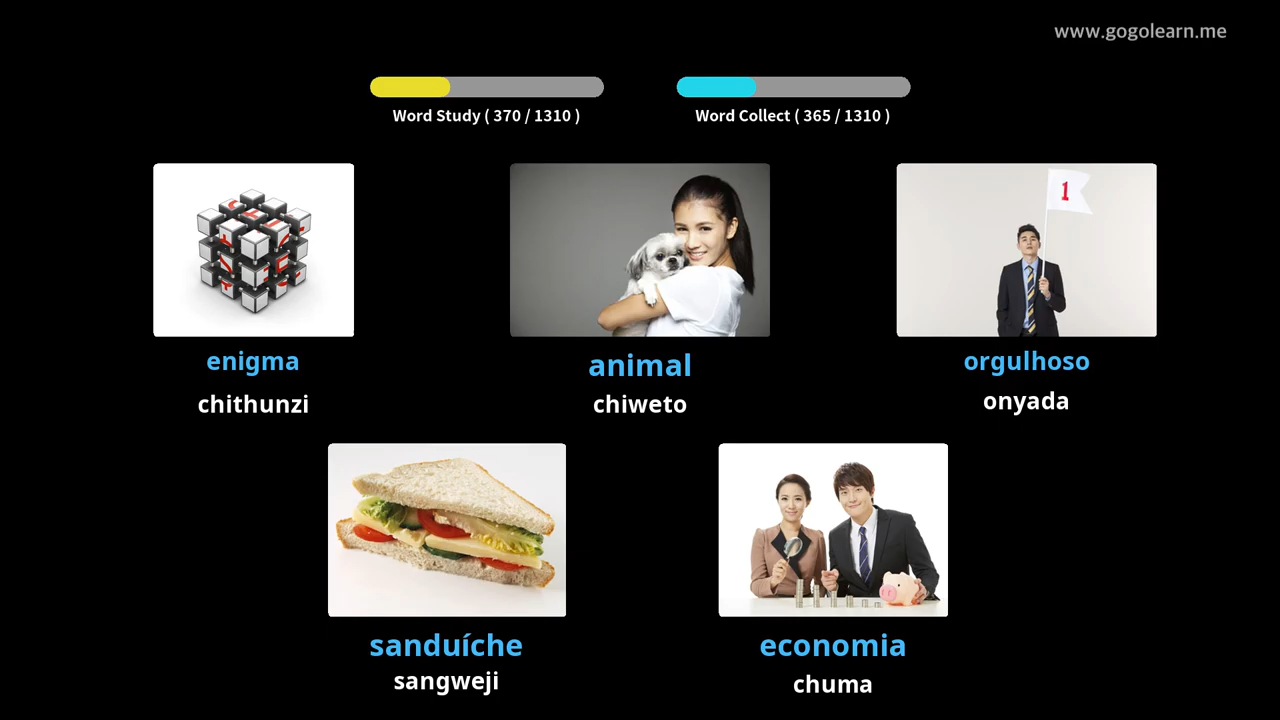 www.gogolearn.me
Word Study ( 370 / 1310 )
Word Collect ( 365 / 1310 )
1
enigma
chithunzi
animal
chiweto
orgulhoso
onyada
sanduíche
sangweji
economia
chuma